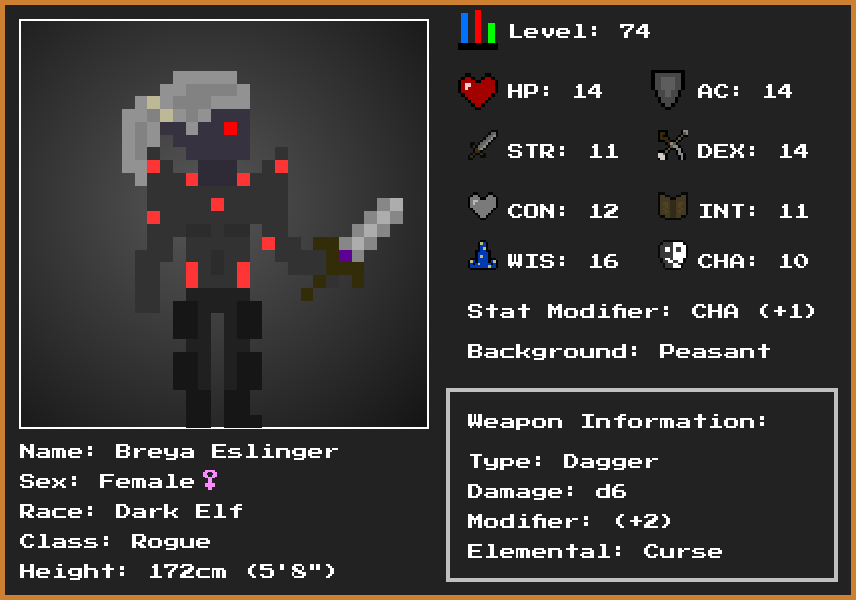 Level: 74
HP: 14 AC: 14
STR: 11 DEX: 14
CON: 12 INT: 11
WIS: 16 CHA: 10
Stat Modifier: CHA (+1)
Background: Peasant
Weapon Information:
Type: Dagger
Damage: d6
Modifier: (+2)
Elemental: Curse
Name: Breya Eslinger
Sex: Female♀
Race: Dark Elf
Class: Rogue
Height: 172cm (5'8")